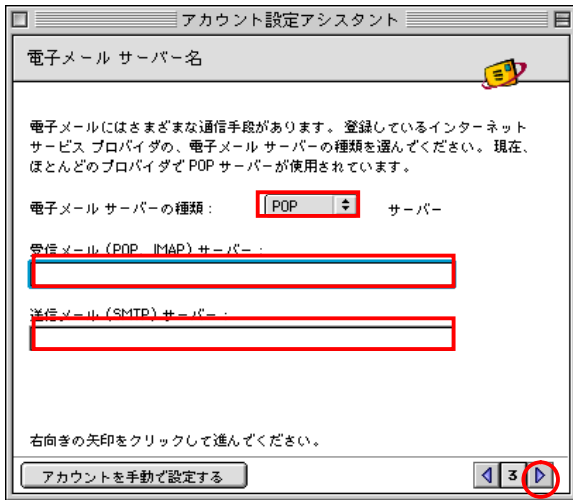 アカウント設定アシスタント
電子メール サーバー名
電子メールにはさまざまな通信手段があります。登録しているインターネット
サービス プロバイダの、電子メール サーバーの種類を選んでください。現在、
ほとんどのプロバイダで POP サーバーが使用されています。
電子メール サーバーの種類： POP サーバー
受信メール (POP、IMAP) サーバー：
送信メール (SMTP) サーバー：
右向きの矢印をクリックして進んでください。
アカウントを手動で設定する 3